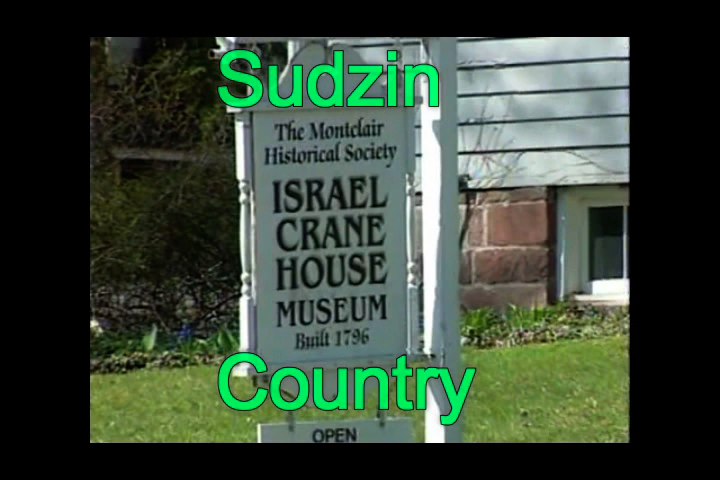 Sudzin
The Montclair
Historical Society
ISRAEL
CRANE
HOUSE
MUSEUM
Built 1796
Country
OPEN